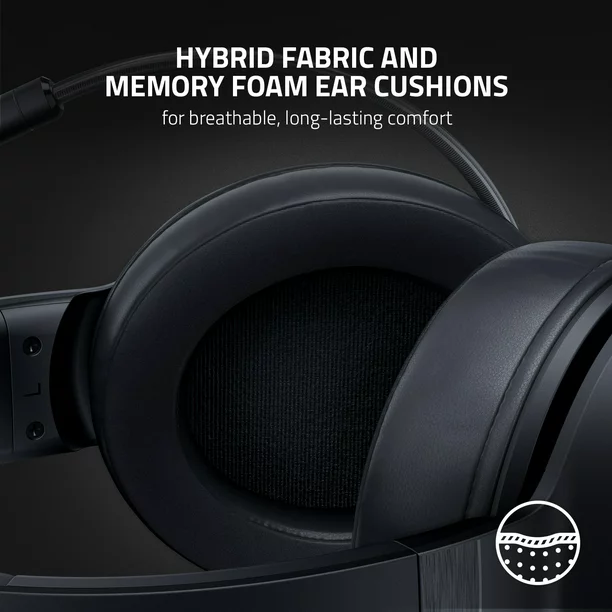 HYBRID FABRIC AND
MEMORY FOAM EAR CUSHIONS
for breathable, long-lasting comfort
L